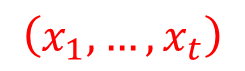 (x₁, ..., xₜ)